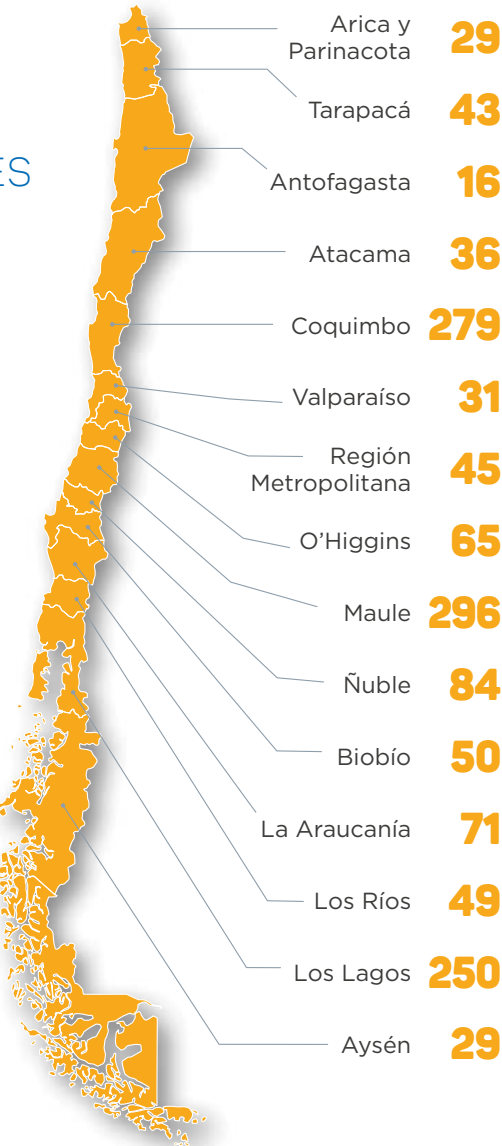 Arica y
Parinacota 29
Tarapacá 43
ES
Antofagasta 16
Atacama 36
Coquimbo 279
Valparaíso 31
Región
Metropolitana 45
O'Higgins 65
Maule 296
Ñuble 84
Biobío 50
La Araucanía 71
Los Ríos 49
Los Lagos 250
Aysén 29